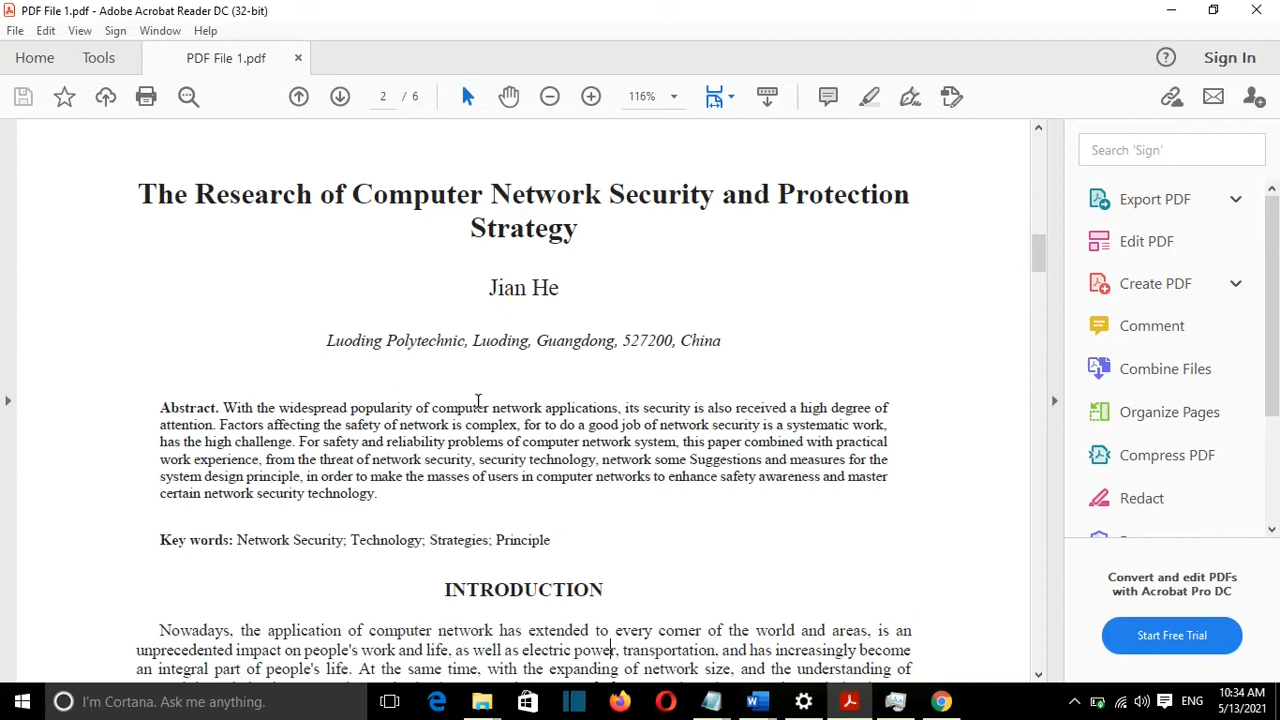 PDF File 1.pdf - Adobe Acrobat Reader DC (32-bit)
File Edit View Sign Window Help
Home Tools PDF File 1.pdf × ? Sign In
2 / 6 116%
The Research of Computer Network Security and Protection
Strategy
Jian He
Luoding Polytechnic, Luoding, Guangdong, 527200, China
Abstract. With the widespread popularity of computer network applications, its security is also received a high degree of
attention. Factors affecting the safety of network is complex, for to do a good job of network security is a systematic work,
has the high challenge. For safety and reliability problems of computer network system, this paper combined with practical
work experience, from the threat of network security, security technology, network some Suggestions and measures for the
system design principle, in order to make the masses of users in computer networks to enhance safety awareness and master
certain network security technology.
Key words: Network Security; Technology; Strategies; Principle
INTRODUCTION
Nowadays, the application of computer network has extended to every corner of the world and areas, is an
unprecedented impact on people's work and life, as well as electric power, transportation, and has increasingly become
an integral part of people's life. At the same time, with the expanding of network size, and the understanding of
Search 'Sign'
Export PDF
Edit PDF
Create PDF
Comment
Combine Files
Organize Pages
Compress PDF
Redact
Convert and edit PDFs
with Acrobat Pro DC
Start Free Trial
I'm Cortana. Ask me anything.
ENG
10:34 AM
5/13/2021